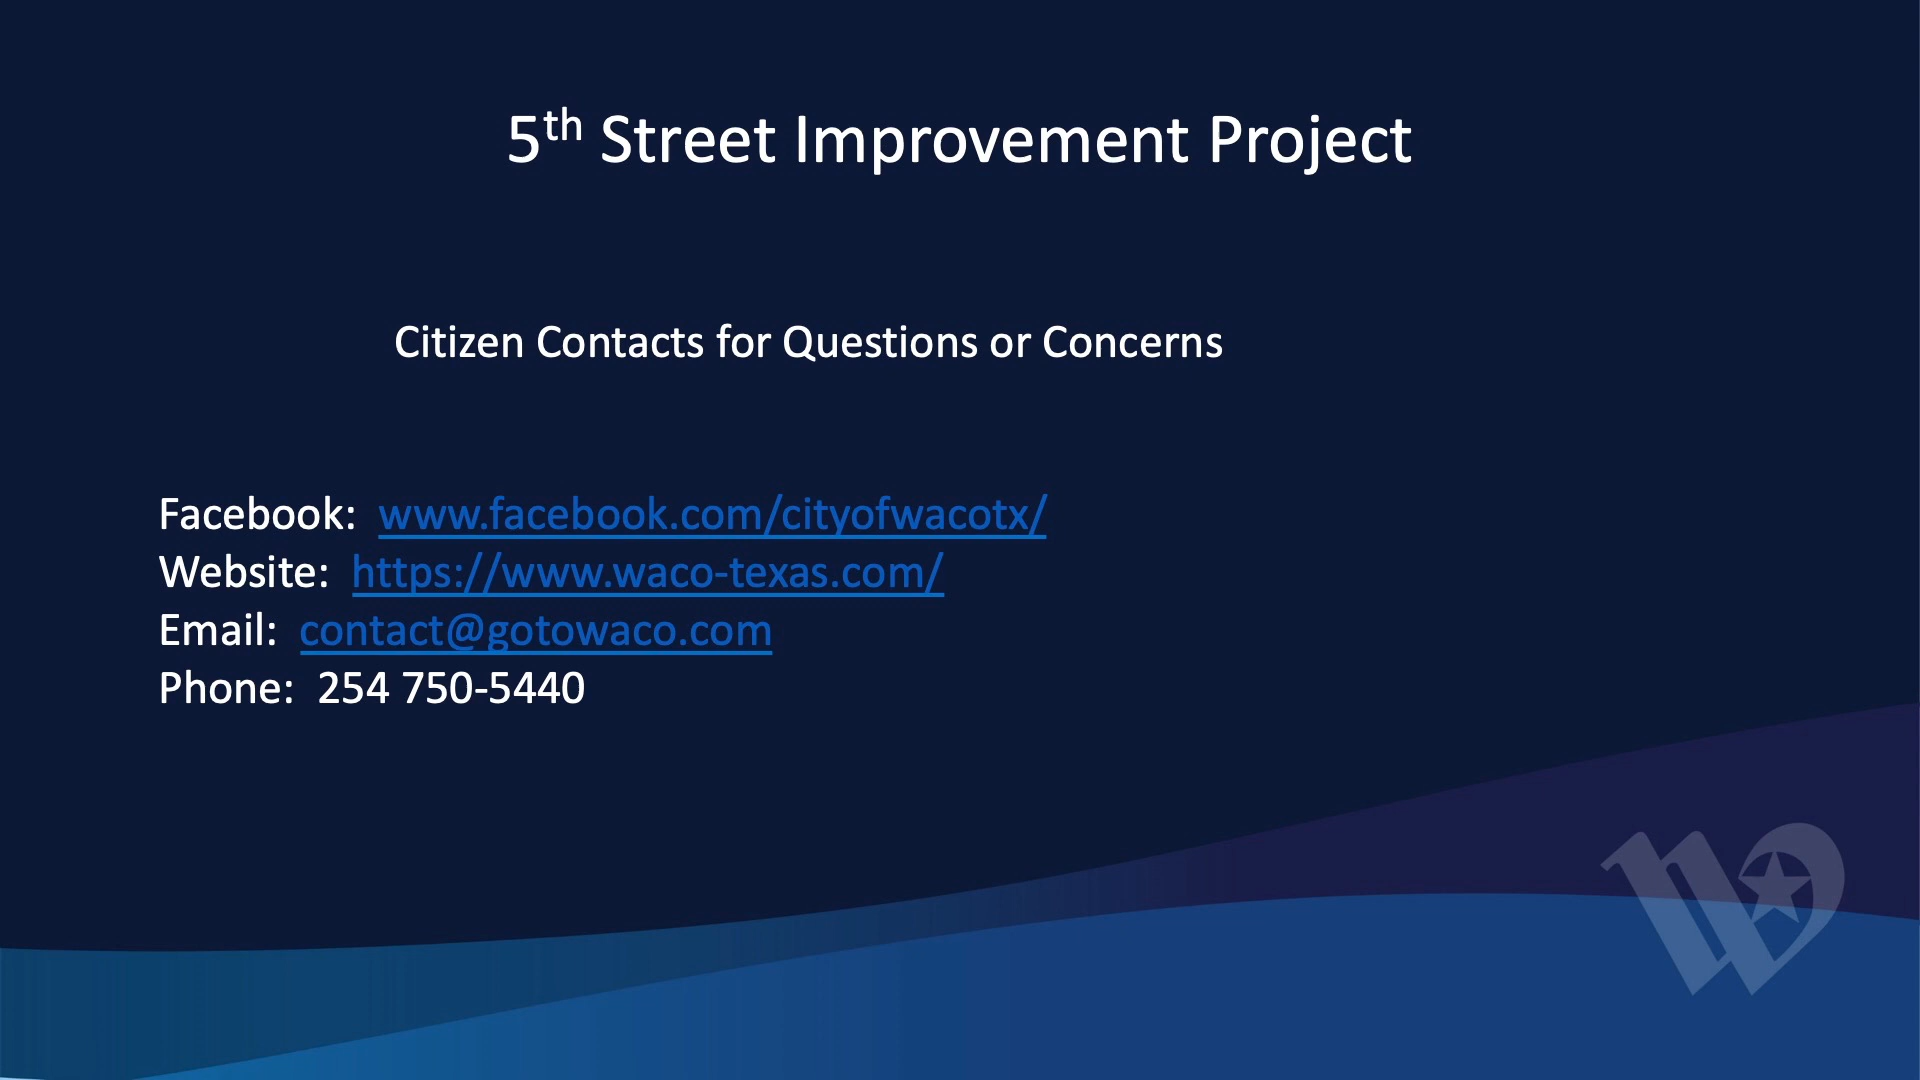 5th Street Improvement Project
Citizen Contacts for Questions or Concerns
Facebook: www.facebook.com/cityofwacotx/
Website: https://www.waco-texas.com/
Email: contact@gotowaco.com
Phone: 254 750-5440